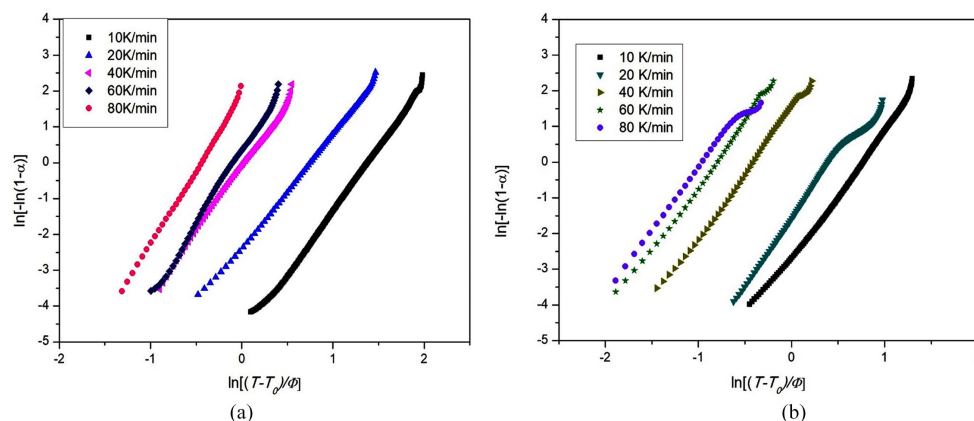 (a)
4
3
2
1
0
-1
-2
-3
-4
-5
-2
-1
0
1
2
ln[-ln(1-α)]
ln[(T-T₀)/Φ]
10K/min
20K/min
40K/min
60K/min
80K/min
(a)
(b)
4
3
2
1
0
-1
-2
-3
-4
-5
-2
-1
0
1
2
ln[-ln(1-α)]
ln[(T-T₀)/Φ]
10 K/min
20 K/min
40 K/min
60 K/min
80 K/min
(b)